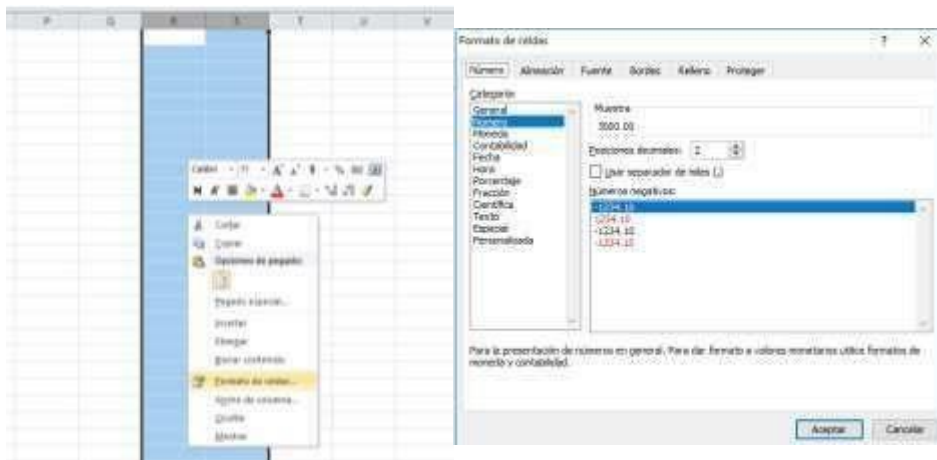 P Q R S T U V
Calibri 11 A A $ % 000
N K
Cortar
Copiar
Opciones de pegado:
Pegado especial...
Insertar
Eliminar
Borrar contenido
Formato de celdas...
Ancho de columna...
Ocultar
Mostrar
Formato de celdas ? X
Número Alineación Fuente Bordes Relleno Proteger
Categoría:
General
Número
Moneda
Contabilidad
Fecha
Hora
Porcentaje
Fracción
Científica
Texto
Especial
Personalizada
Muestra
Posiciones decimales: 2
Usar separador de miles (,)
Números negativos:
-1234.10
1234.10
-1234.10
-1234.10
Para la presentación de números en general. Para dar formato a valores monetarios utilice formatos de
moneda y contabilidad.
Aceptar Cancelar